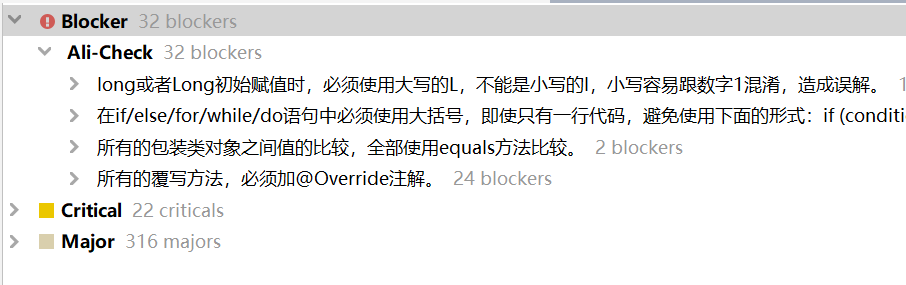 Blocker 32 blockers
Ali-Check 32 blockers
long或者Long初始赋值时，必须使用大写的L，不能是小写的l，小写容易跟数字1混淆，造成误解。 1
在if/else/for/while/do语句中必须使用大括号，即使只有一行代码，避免使用下面的形式：if (conditio
所有的包装类对象之间值的比较，全部使用equals方法比较。 2 blockers
所有的覆写方法，必须加@Override注解。 24 blockers
Critical 22 criticals
Major 316 majors